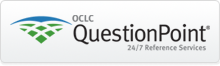 OCLC
QuestionPoint®
24/7 Reference Services